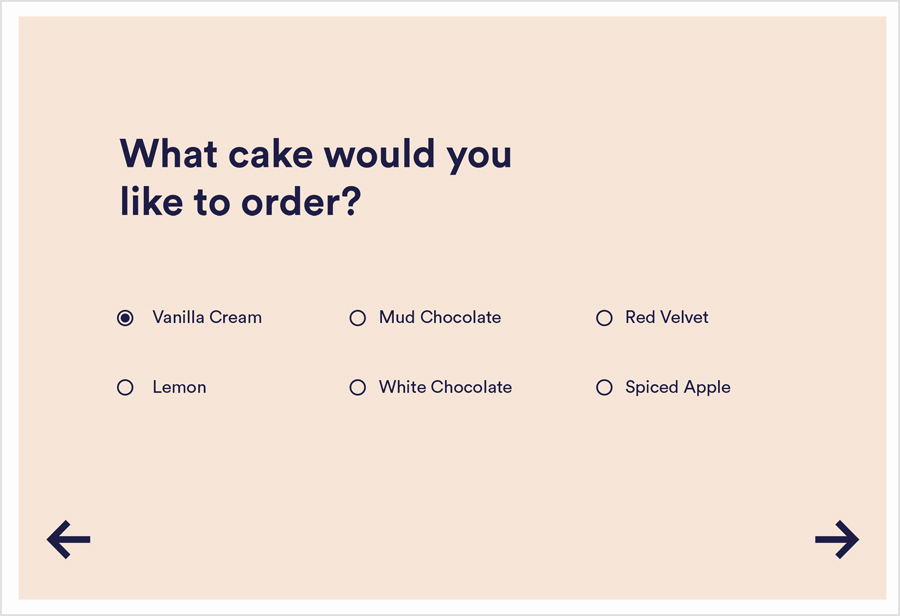 What cake would you
like to order?
Vanilla Cream
Mud Chocolate
Red Velvet
Lemon
White Chocolate
Spiced Apple